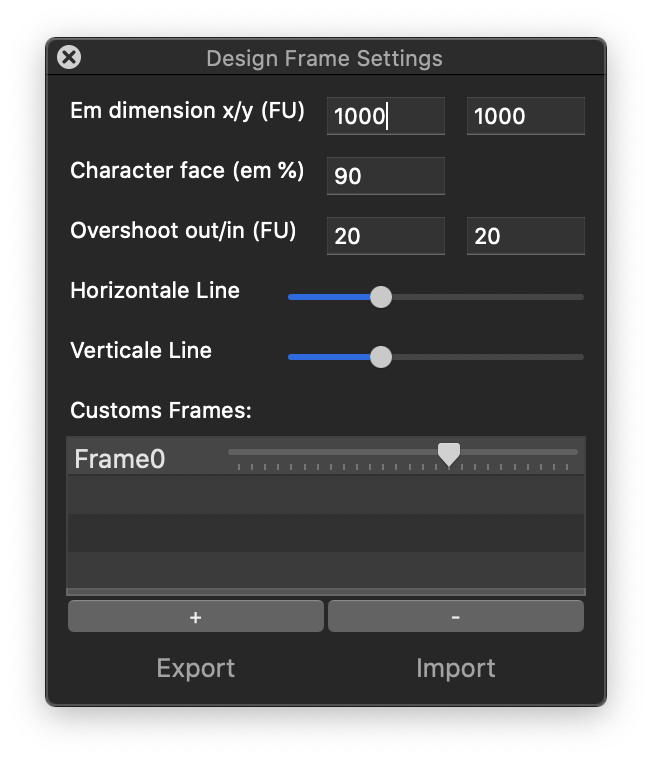 Design Frame Settings
Em dimension x/y (FU) 1000 1000
Character face (em %) 90
Overshoot out/in (FU) 20 20
Horizontale Line
Verticale Line
Customs Frames:
Frame0
+ -
Export Import